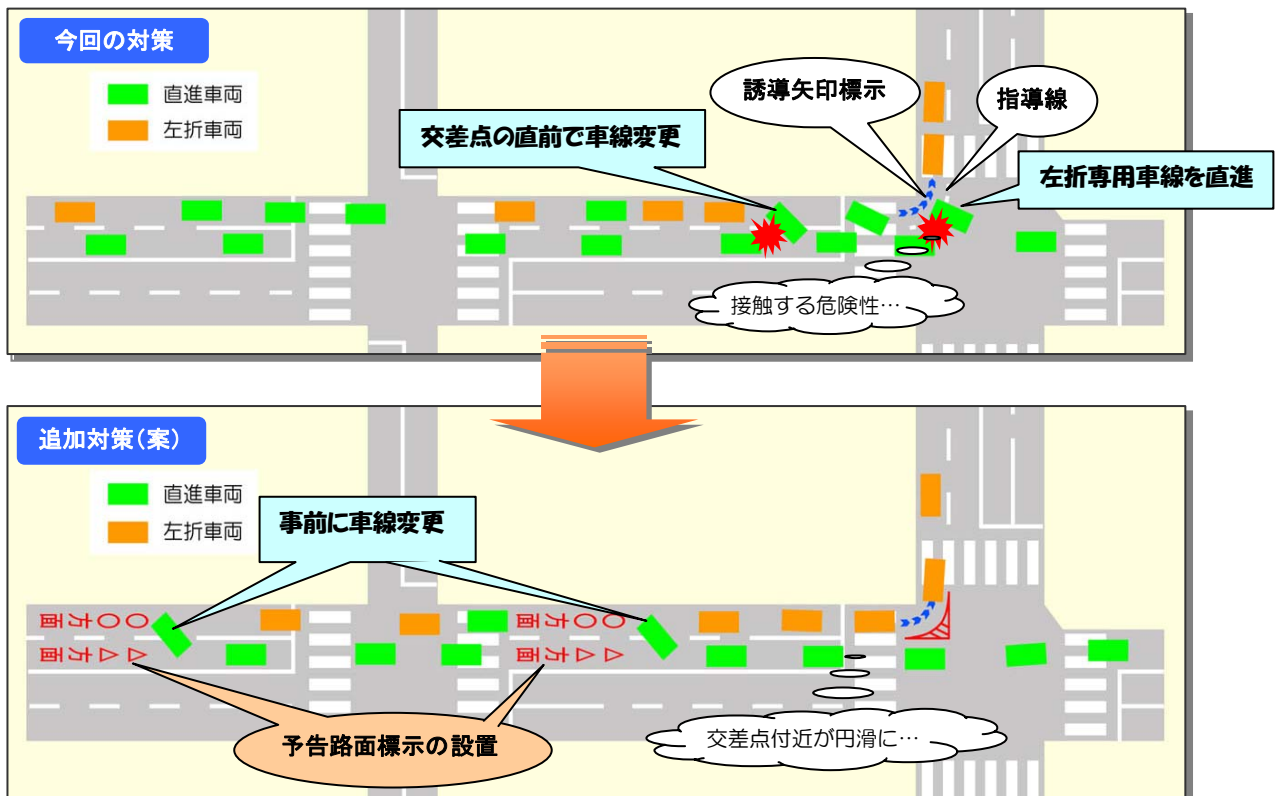 今回の対策
直進車両
左折車両
交差点の直前で車線変更
誘導矢印標示
指導線
左折専用車線を直進
接触する危険性…
追加対策(案)
直進車両
左折車両
事前に車線変更
○○方面
△△方面
○○方面
△△方面
予告路面標示の設置
交差点付近が円滑に…